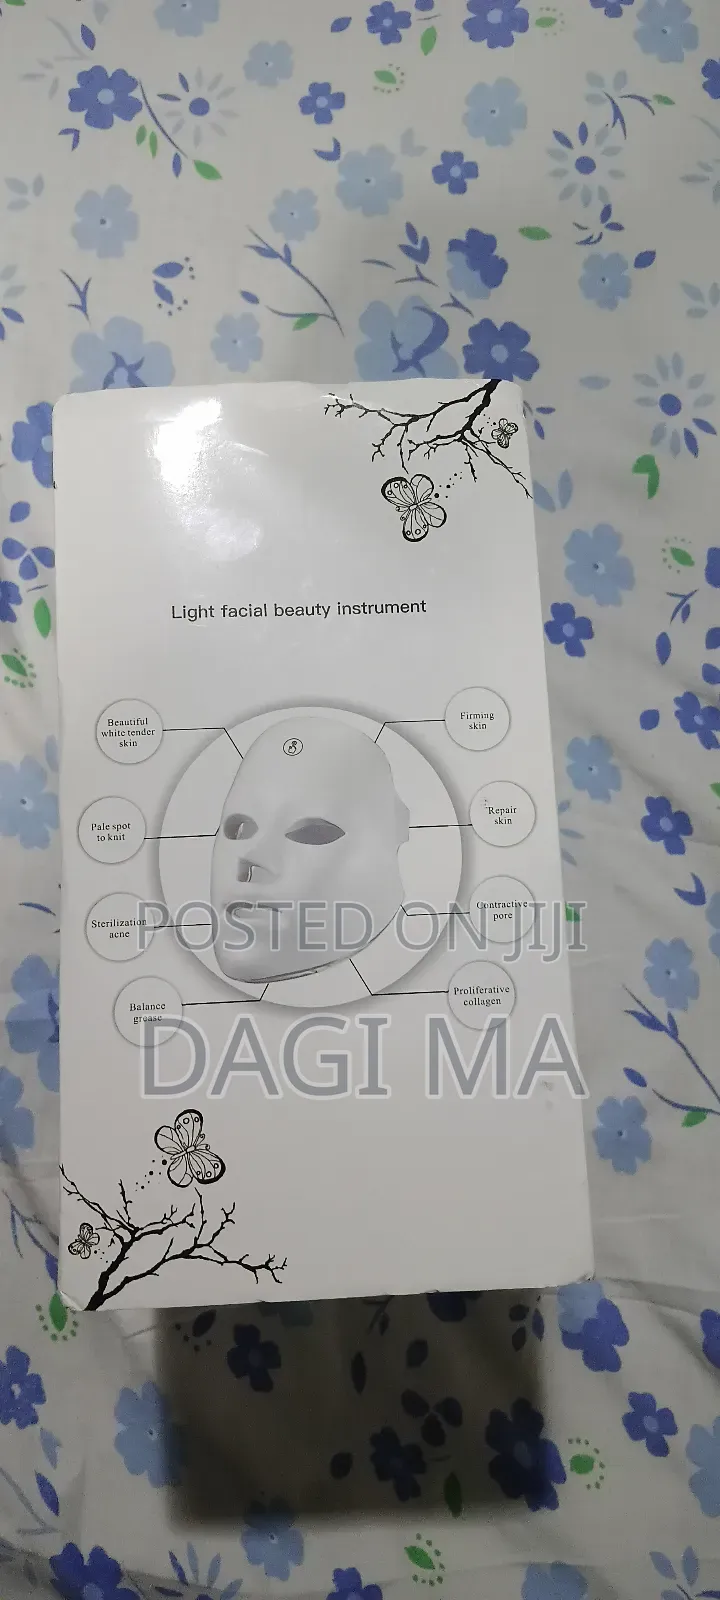 Light facial beauty instrument
Beautiful
white tender
skin
Firming
skin
Pale spot
to knit
Repair
skin
Sterilization
acne
Contractive
pore
Balance
grease
Proliferative
collagen
POSTED ON JIJI
DAGI MA